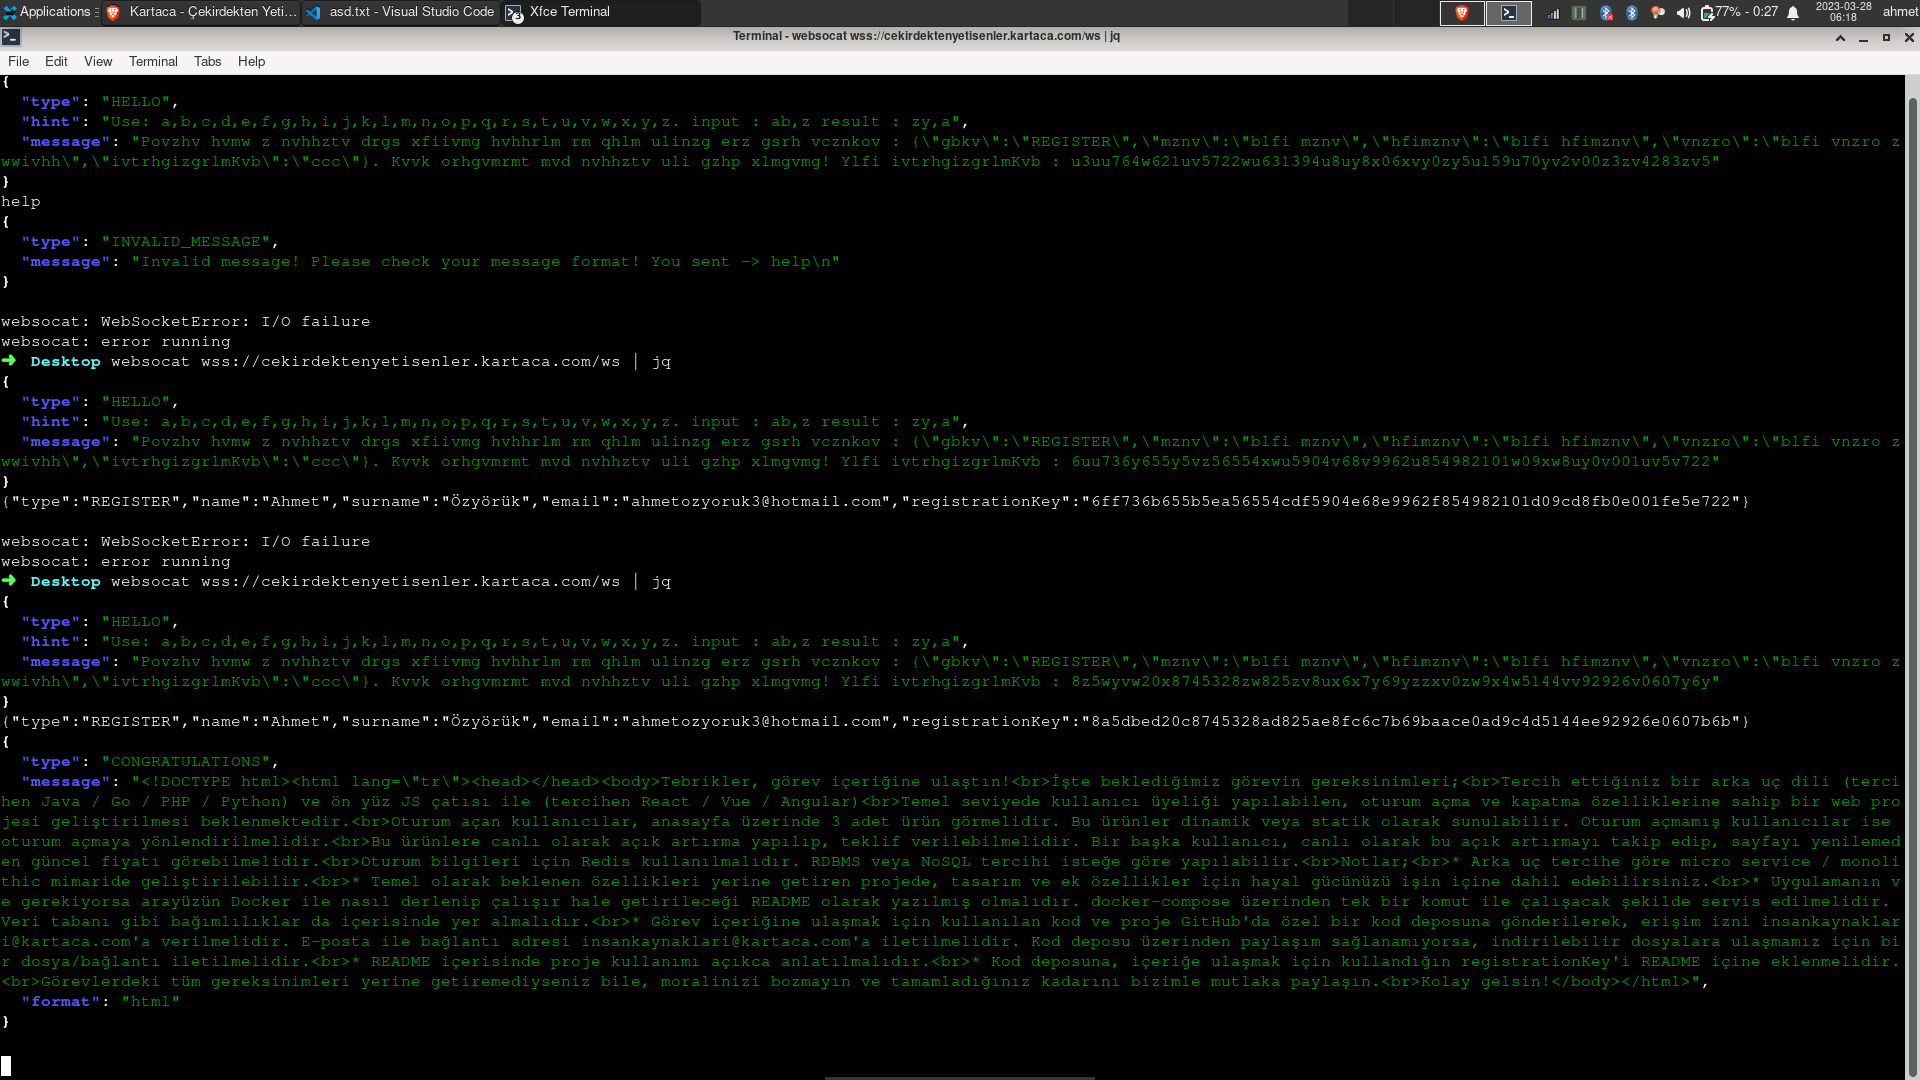 Applications
Kartaca - Çekirdekten Yeti...
asd.txt - Visual Studio Code
Xfce Terminal
77% - 0:27
2023-03-28
06:18
ahmet
Terminal - websocat wss://cekirdektenyetisenler.kartaca.com/ws | jq
File Edit View Terminal Tabs Help
{
"type": "HELLO",
"hint": "Use: a,b,c,d,e,f,g,h,i,j,k,l,m,n,o,p,q,r,s,t,u,v,w,x,y,z. input : ab,z result : zy,a",
"message": "Povzhv hvmw z nvhhztv drgs xfiivmg hvhhrlm rm qhlm ulinzg erz gsrh vcznkov : {\"gbkv\":\"REGISTER\",\"mznv\":\"blfi mznv\",\"hfimznv\":\"blfi hfimznv\",\"vnzro\":\"blfi vnzro z
wwivhh\",\"ivtrhgizgrlmKvb\":\"ccc\"}. Kvvk orhgvmrmt mvd nvhhztv uli gzhp xlmgvmg! Ylfi ivtrhgizgrlmKvb : u3uu764w621uv5722wu631394u8uy8x06xvy0zy5u159u70yv2v00z3zv4283zv5"
}
help
{
"type": "INVALID_MESSAGE",
"message": "Invalid message! Please check your message format! You sent -> help\n"
}
websocat: WebSocketError: I/O failure
websocat: error running
➜ Desktop websocat wss://cekirdektenyetisenler.kartaca.com/ws | jq
{
"type": "HELLO",
"hint": "Use: a,b,c,d,e,f,g,h,i,j,k,l,m,n,o,p,q,r,s,t,u,v,w,x,y,z. input : ab,z result : zy,a",
"message": "Povzhv hvmw z nvhhztv drgs xfiivmg hvhhrlm rm qhlm ulinzg erz gsrh vcznkov : {\"gbkv\":\"REGISTER\",\"mznv\":\"blfi mznv\",\"hfimznv\":\"blfi hfimznv\",\"vnzro\":\"blfi vnzro z
wwivhh\",\"ivtrhgizgrlmKvb\":\"ccc\"}. Kvvk orhgvmrmt mvd nvhhztv uli gzhp xlmgvmg! Ylfi ivtrhgizgrlmKvb : 6uu736y655y5vz56554xwu5904v68v9962u854982101w09xw8uy0v001uv5v722"
}
{"type":"REGISTER","name":"Ahmet","surname":"Özyörük","email":"ahmetozyoruk3@hotmail.com","registrationKey":"6ff736b655b5ea56554cdf5904e68e9962f854982101d09cd8fb0e001fe5e722"}
websocat: WebSocketError: I/O failure
websocat: error running
➜ Desktop websocat wss://cekirdektenyetisenler.kartaca.com/ws | jq
{
"type": "HELLO",
"hint": "Use: a,b,c,d,e,f,g,h,i,j,k,l,m,n,o,p,q,r,s,t,u,v,w,x,y,z. input : ab,z result : zy,a",
"message": "Povzhv hvmw z nvhhztv drgs xfiivmg hvhhrlm rm qhlm ulinzg erz gsrh vcznkov : {\"gbkv\":\"REGISTER\",\"mznv\":\"blfi mznv\",\"hfimznv\":\"blfi hfimznv\",\"vnzro\":\"blfi vnzro z
wwivhh\",\"ivtrhgizgrlmKvb\":\"ccc\"}. Kvvk orhgvmrmt mvd nvhhztv uli gzhp xlmgvmg! Ylfi ivtrhgizgrlmKvb : 8z5wyvw20x8745328zw825zv8ux6x7y69yzzxv0zw9x4w5144vv92926v0607y6y"
}
{"type":"REGISTER","name":"Ahmet","surname":"Özyörük","email":"ahmetozyoruk3@hotmail.com","registrationKey":"8a5dbed20c8745328ad825ae8fc6c7b69baace0ad9c4d5144ee92926e0607b6b"}
{
"type": "CONGRATULATIONS",
"message": "<!DOCTYPE html><html lang=\"tr\"><head></head><body>Tebrikler, görev içeriğine ulaştın!<br>İşte beklediğimiz görevin gereksinimleri;<br>Tercih ettiğiniz bir arka uç dili (terci
hen Java / Go / PHP / Python) ve ön yüz JS çatısı ile (tercihen React / Vue / Angular)<br>Temel seviyede kullanıcı üyeliği yapılabilen, oturum açma ve kapatma özelliklerine sahip bir web pro
jesi geliştirilmesi beklenmektedir.<br>Oturum açan kullanıcılar, anasayfa üzerinde 3 adet ürün görmelidir. Bu ürünler dinamik veya statik olarak sunulabilir. Oturum açmamış kullanıcılar ise
oturum açmaya yönlendirilmelidir.<br>Bu ürünlere canlı olarak açık artırma yapılıp, teklif verilebilmelidir. Bir başka kullanıcı, canlı olarak bu açık artırmayı takip edip, sayfayı yenilemed
en güncel fiyatı görebilmelidir.<br>Oturum bilgileri için Redis kullanılmalıdır. RDBMS veya NoSQL tercihi isteğe göre yapılabilir.<br>Notlar;<br>* Arka uç tercihe göre micro service / monoli
thic mimaride geliştirilebilir.<br>* Temel olarak beklenen özellikleri yerine getiren projede, tasarım ve ek özellikler için hayal gücünüzü işin içine dahil edebilirsiniz.<br>* Uygulamanın v
e gerekiyorsa arayüzün Docker ile nasıl derlenip çalışır hale getirileceği README olarak yazılmış olmalıdır. docker-compose üzerinden tek bir komut ile çalışacak şekilde servis edilmelidir.
Veri tabanı gibi bağımlılıklar da içerisinde yer almalıdır.<br>* Görev içeriğine ulaşmak için kullanılan kod ve proje GitHub'da özel bir kod deposuna gönderilerek, erişim izni insankaynaklar
i@kartaca.com'a verilmelidir. E-posta ile bağlantı adresi insankaynaklari@kartaca.com'a iletilmelidir. Kod deposu üzerinden paylaşım sağlanamıyorsa, indirilebilir dosyalara ulaşmamız için bi
r dosya/bağlantı iletilmelidir.<br>* README içerisinde proje kullanımı açıkca anlatılmalıdır.<br>* Kod deposuna, içeriğe ulaşmak için kullandığın registrationKey'i README içine eklenmelidir.
<br>Görevlerdeki tüm gereksinimleri yerine getiremediyseniz bile, moralinizi bozmayın ve tamamladığınız kadarını bizimle mutlaka paylaşın.<br>Kolay gelsin!</body></html>",
"format": "html"
}